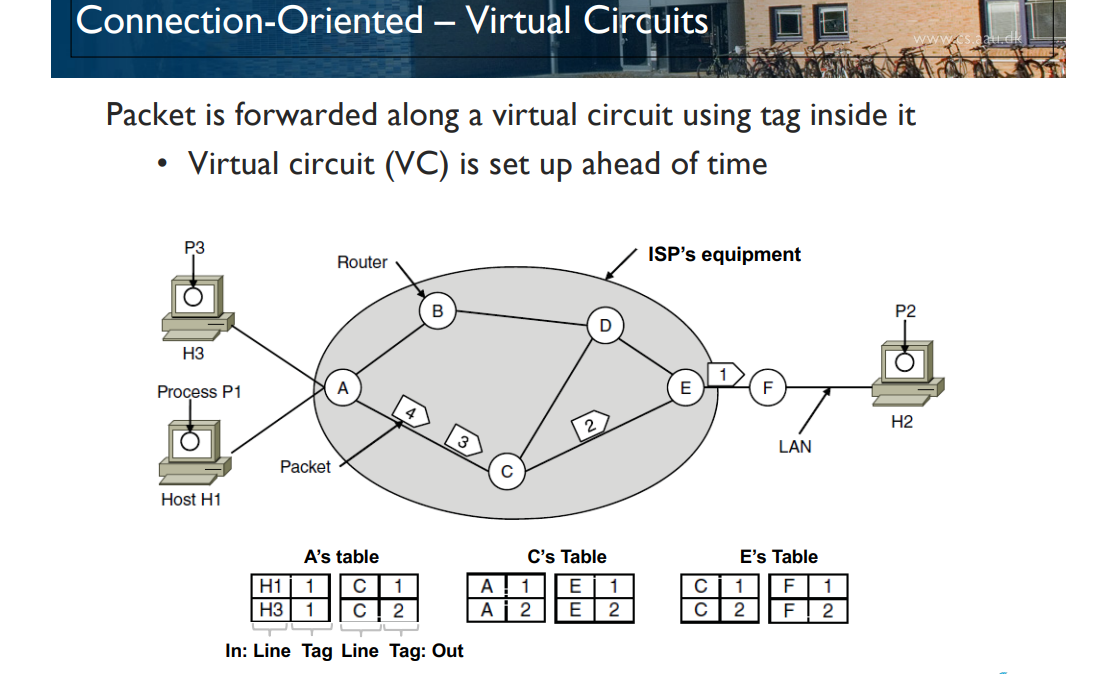 Connection-Oriented – Virtual Circuits
www.cs.aau.dk
Packet is forwarded along a virtual circuit using tag inside it
• Virtual circuit (VC) is set up ahead of time
P3
Router
ISP's equipment
B
P2
D
H3
Process P1
A
4
3
2
1
E
F
H2
LAN
Packet
C
Host H1
A's table
C's Table
E's Table
H1 1 C 1
H3 1 C 2
A 1 E 1
A 2 E 2
C 1 F 1
C 2 F 2
In: Line Tag Line Tag: Out